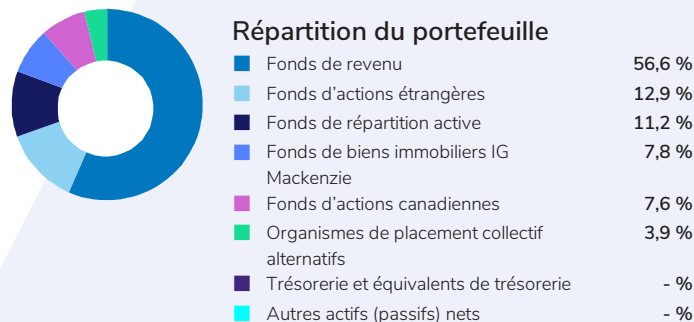 Répartition du portefeuille
Fonds de revenu 56,6 %
Fonds d'actions étrangères 12,9 %
Fonds de répartition active 11,2 %
Fonds de biens immobiliers IG 7,8 %
Mackenzie
Fonds d'actions canadiennes 7,6 %
Organismes de placement collectif 3,9 %
alternatifs
Trésorerie et équivalents de trésorerie - %
Autres actifs (passifs) nets - %